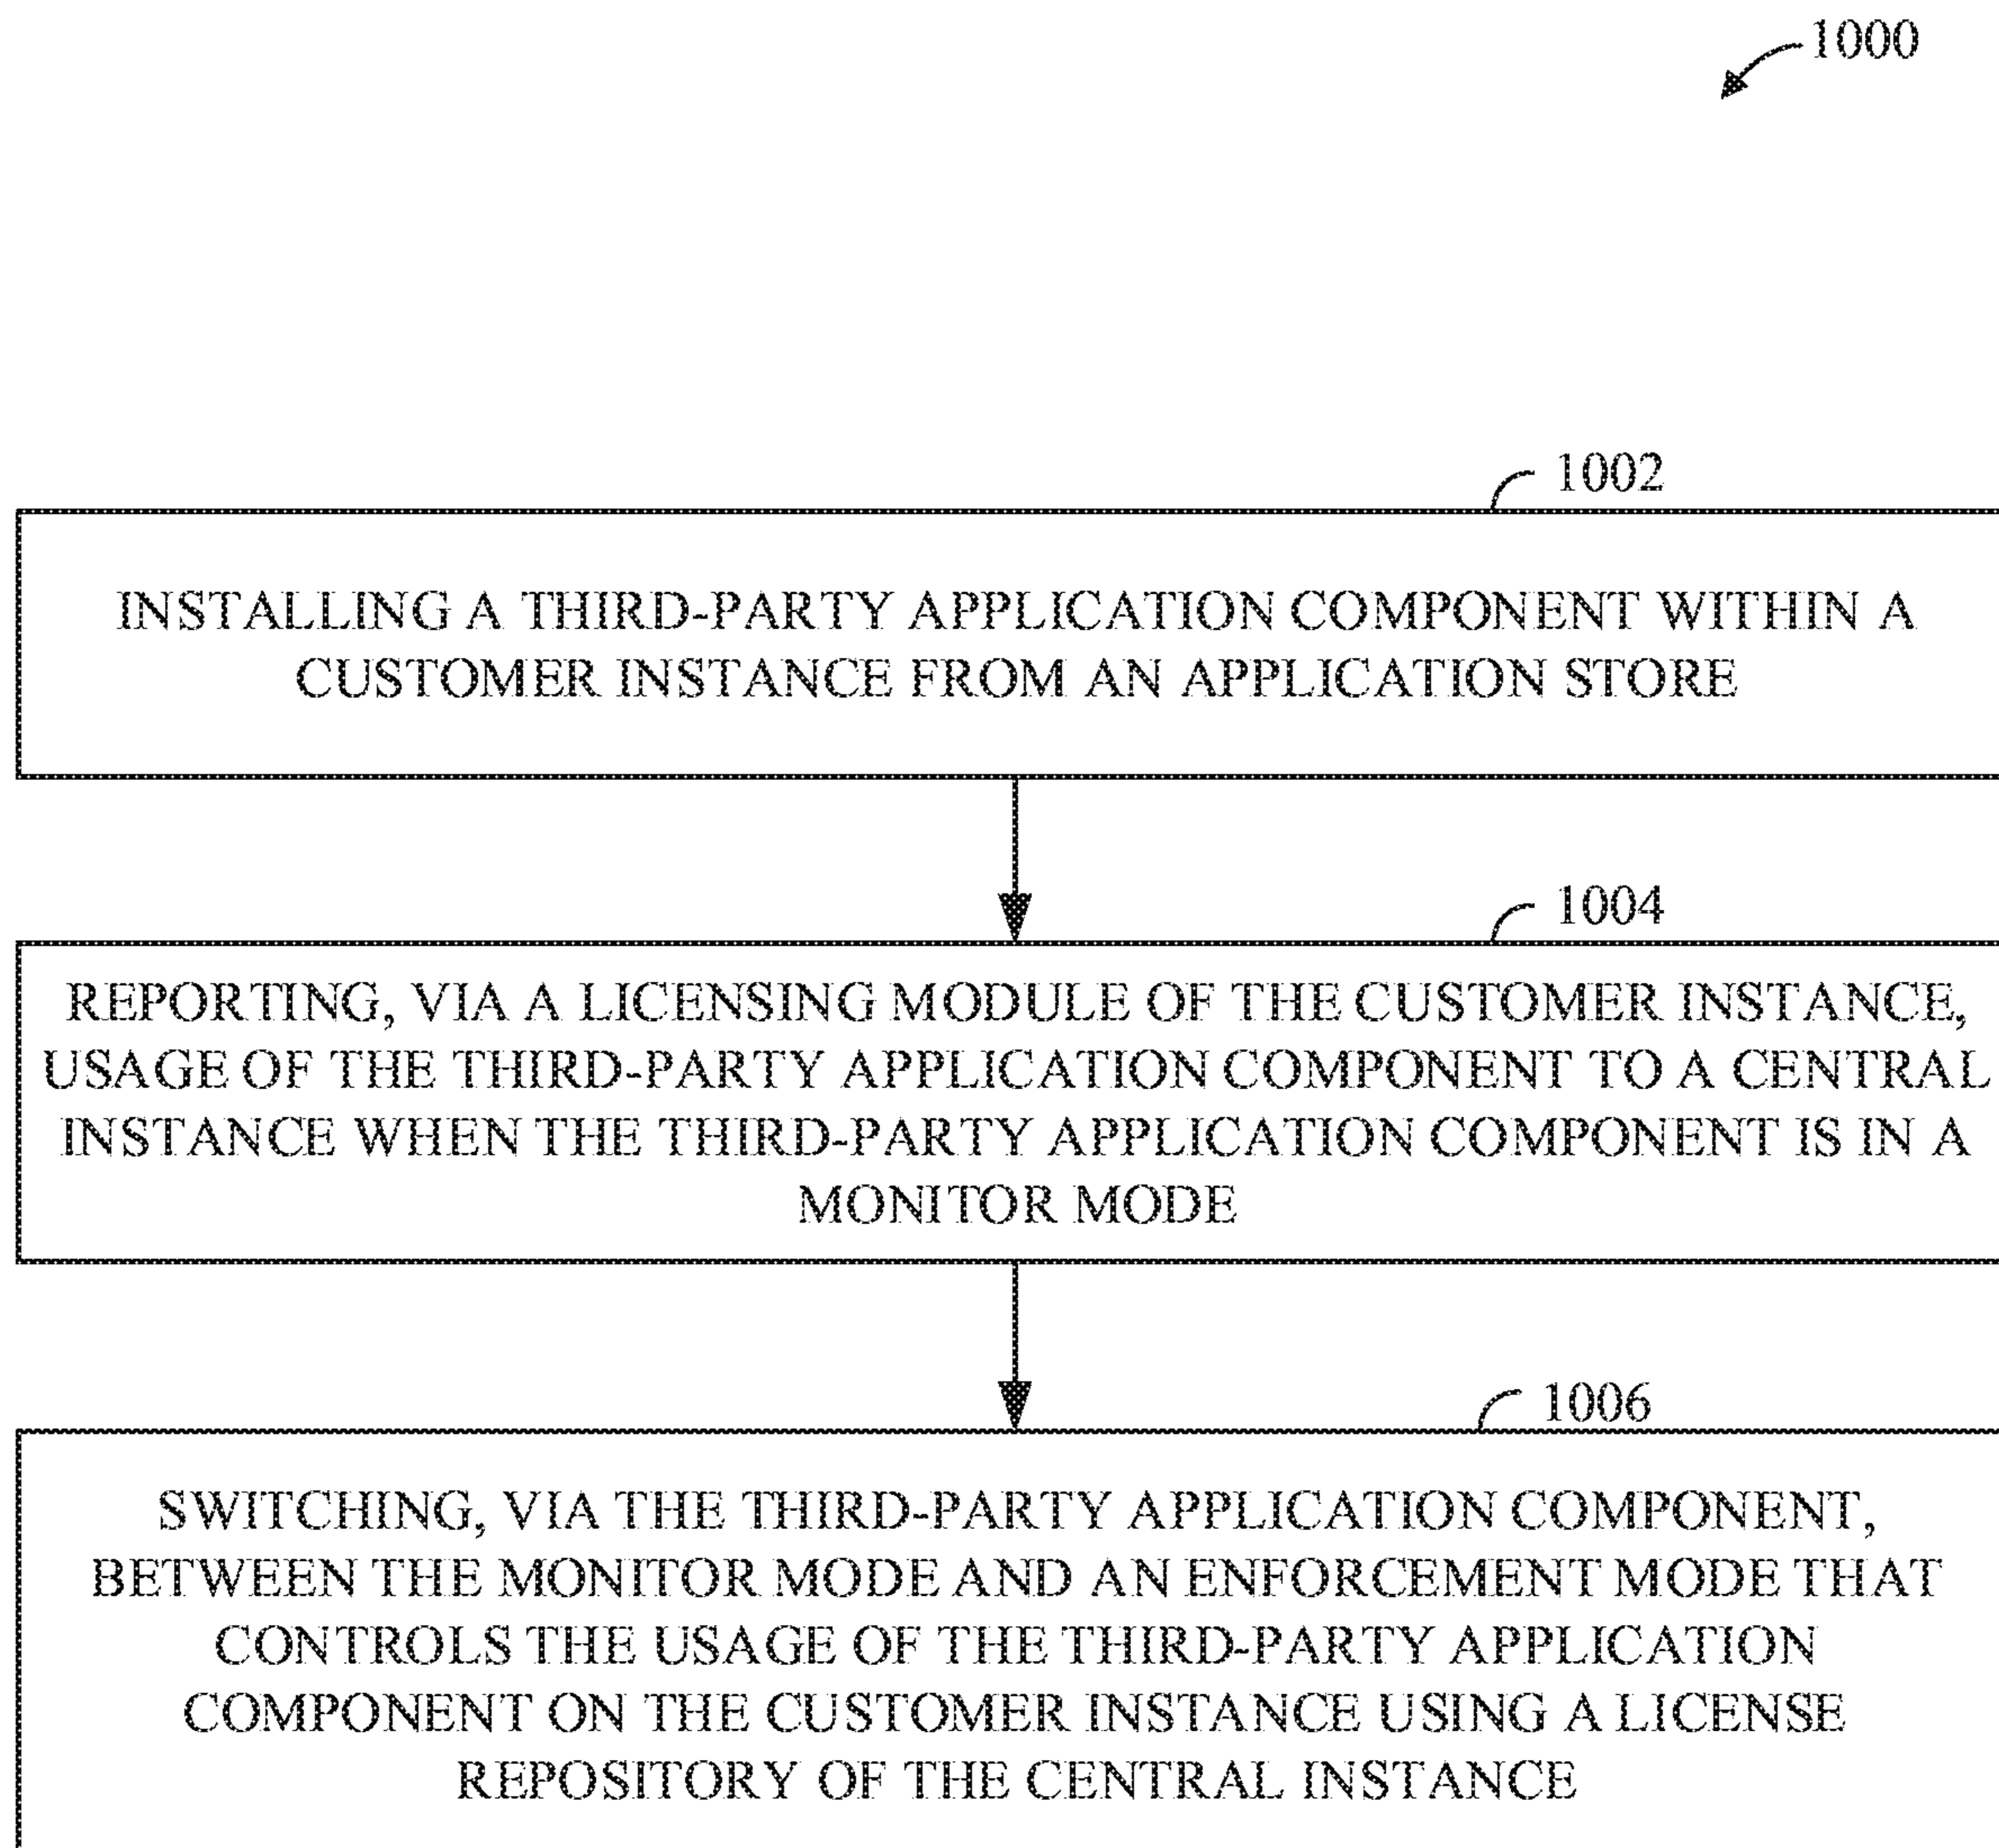 1000
1002
INSTALLING A THIRD-PARTY APPLICATION COMPONENT WITHIN A
CUSTOMER INSTANCE FROM AN APPLICATION STORE
1004
REPORTING, VIA A LICENSING MODULE OF THE CUSTOMER INSTANCE,
USAGE OF THE THIRD-PARTY APPLICATION COMPONENT TO A CENTRAL
INSTANCE WHEN THE THIRD-PARTY APPLICATION COMPONENT IS IN A
MONITOR MODE
1006
SWITCHING, VIA THE THIRD-PARTY APPLICATION COMPONENT,
BETWEEN THE MONITOR MODE AND AN ENFORCEMENT MODE THAT
CONTROLS THE USAGE OF THE THIRD-PARTY APPLICATION
COMPONENT ON THE CUSTOMER INSTANCE USING A LICENSE
REPOSITORY OF THE CENTRAL INSTANCE